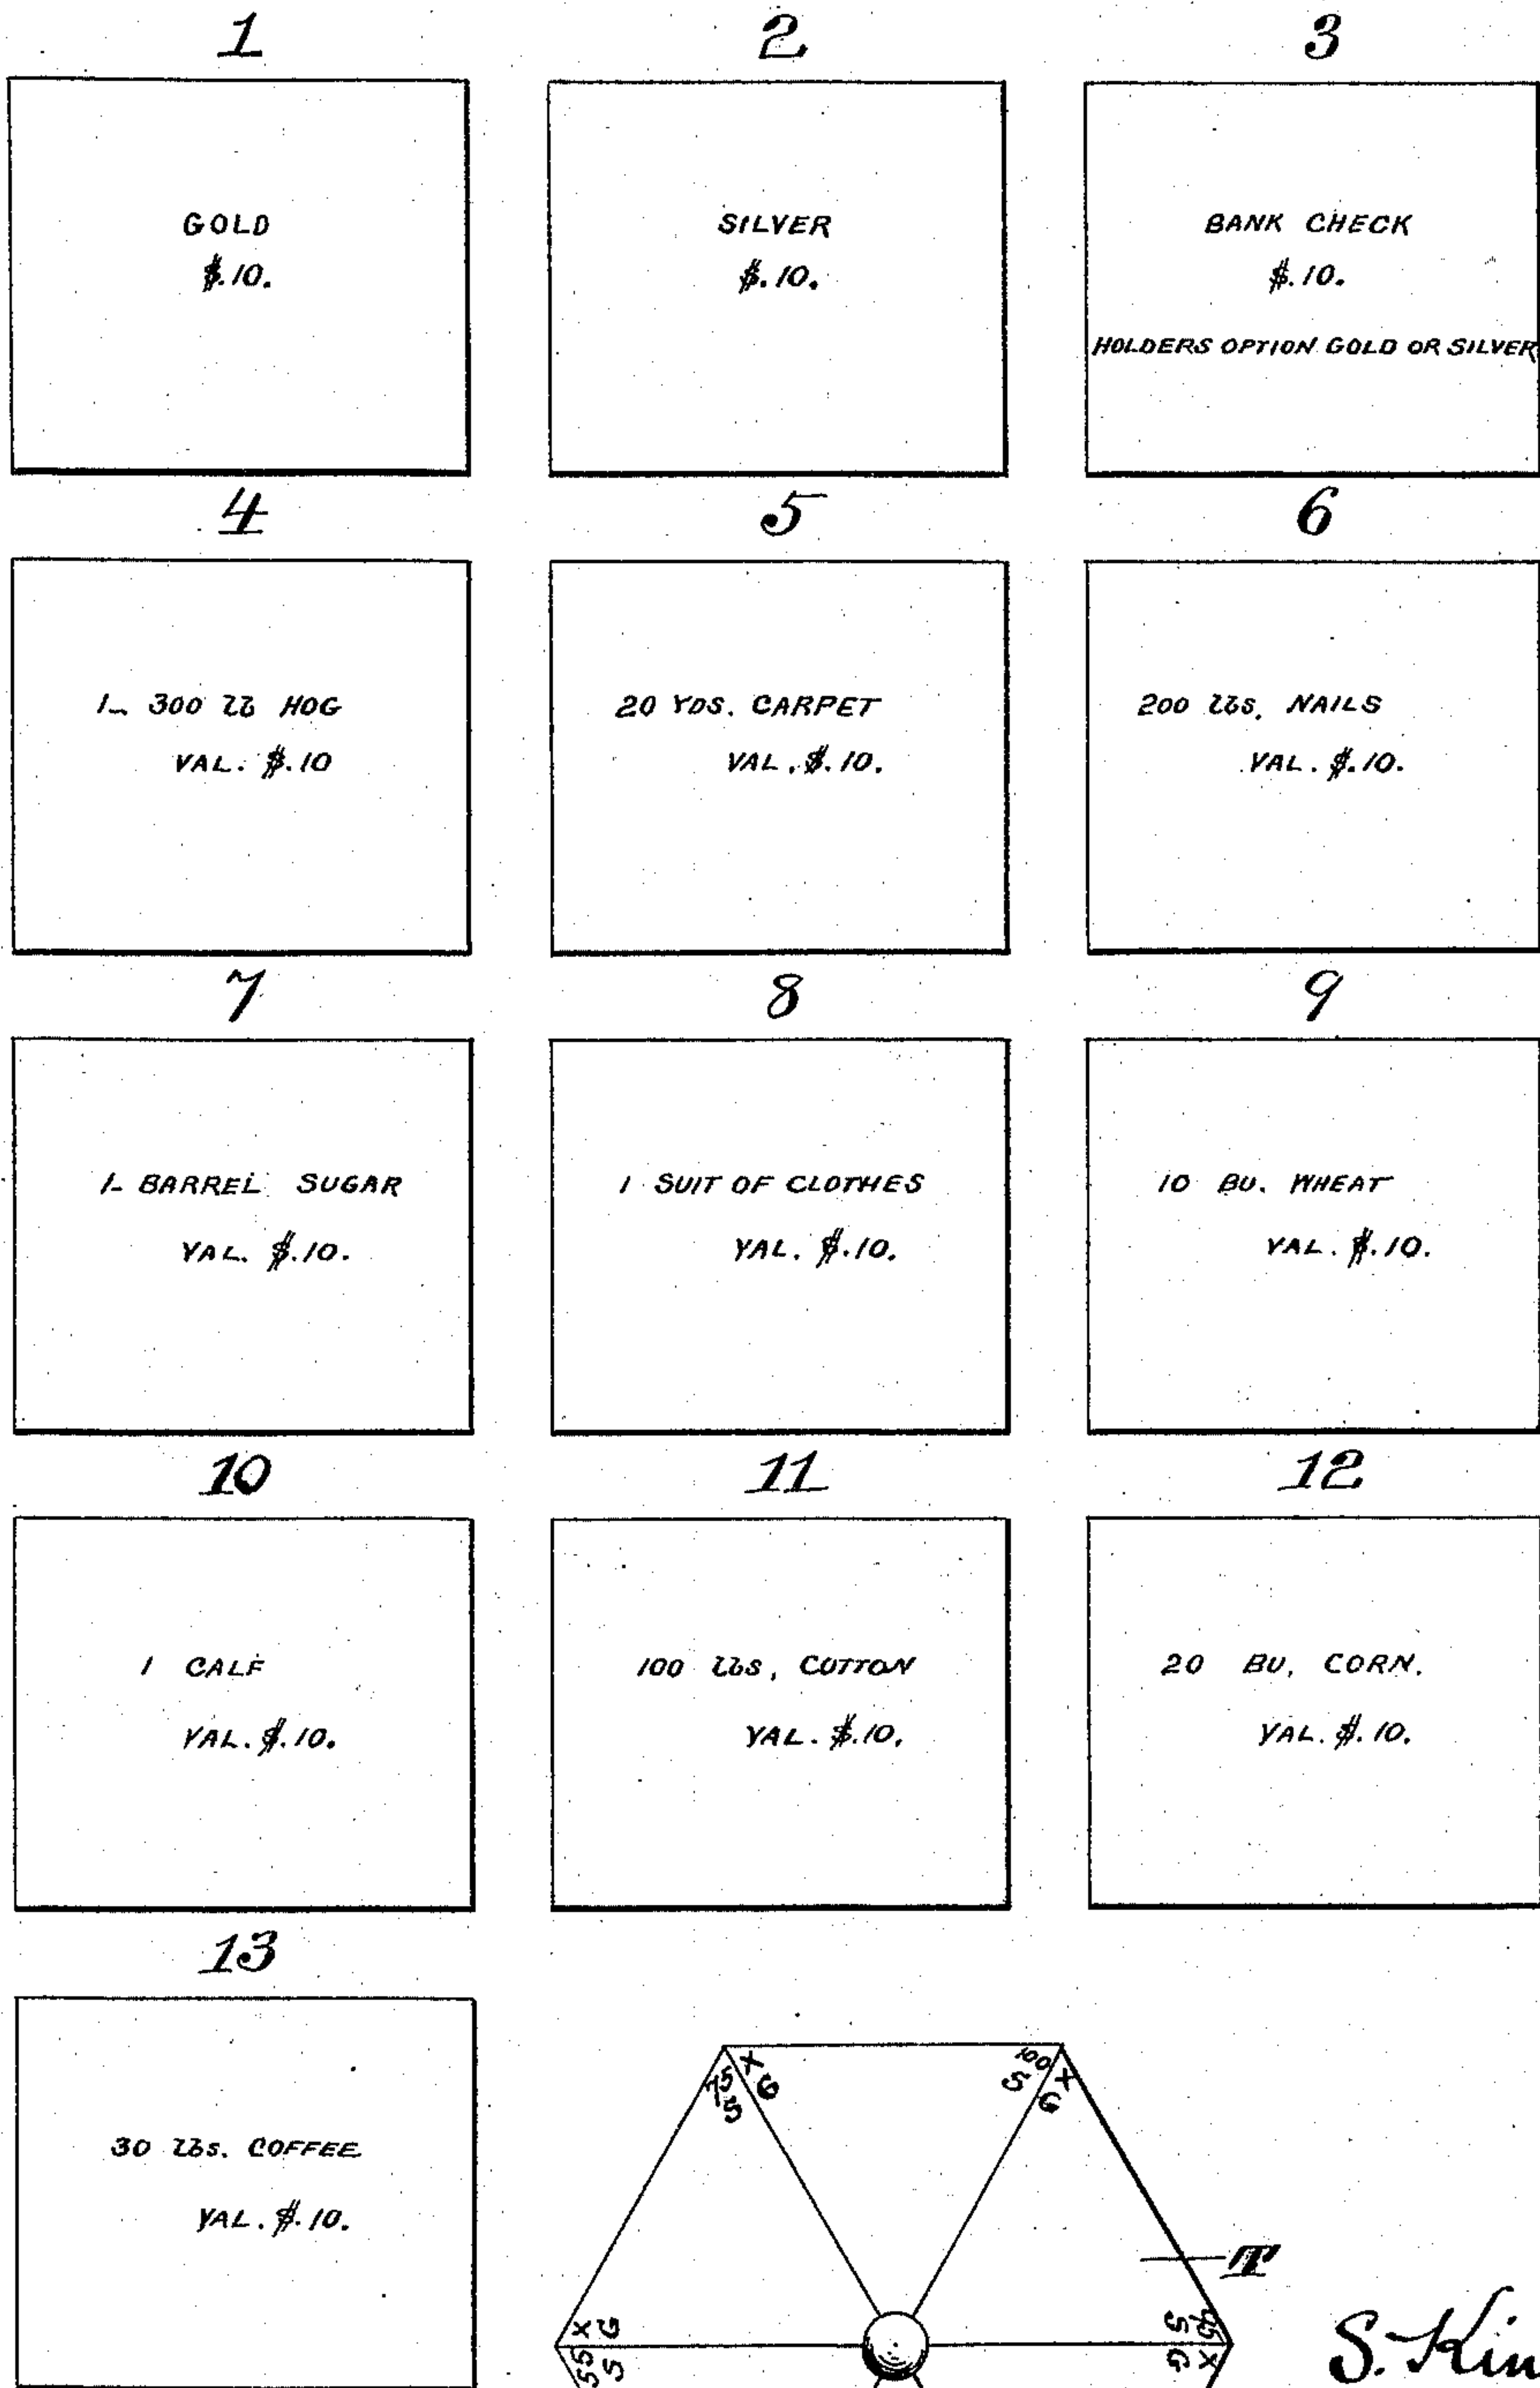 1
2
3
GOLD
$.10.
SILVER
$.10.
BANK CHECK
$.10.
HOLDERS OPTION GOLD OR SILVER
4
5
6
1- 300 lb HOG
VAL. $.10
20 YDS. CARPET
VAL. $.10.
200 lbs. NAILS
VAL. $.10.
7
8
9
1- BARREL SUGAR
VAL. $.10.
1 SUIT OF CLOTHES
VAL. $.10.
10 BU. WHEAT
VAL. $.10.
10
11
12
1 CALF
VAL. $.10.
100 lbs, COTTON
VAL. $.10.
20 BU, CORN.
VAL. $.10.
13
30 lbs. COFFEE
VAL. $.10.
75 S
X G
100 S
X G
T
X G
55 S
S
X G
S.